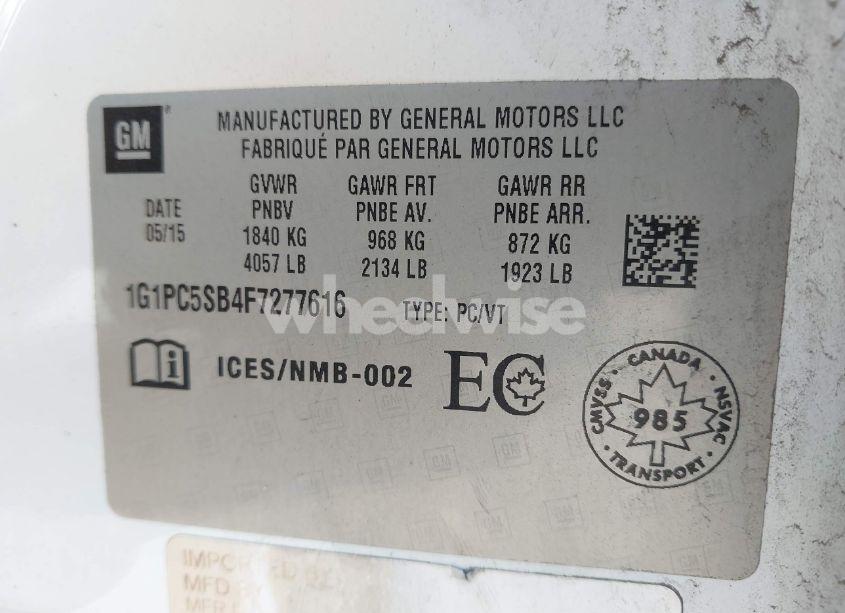 GM
MANUFACTURED BY GENERAL MOTORS LLC
FABRIQUÉ PAR GENERAL MOTORS LLC
DATE
05/15
GVWR
PNBV
1840 KG
4057 LB
GAWR FRT
PNBE AV.
968 KG
2134 LB
GAWR RR
PNBE ARR.
872 KG
1923 LB
1G1PC5SB4F7277616
TYPE: PC/VT
wheelwise
ICES/NMB-002
EC
CANADA
CMVSS
985
NSVAC
TRANSPORT
IMPORTED
MFD